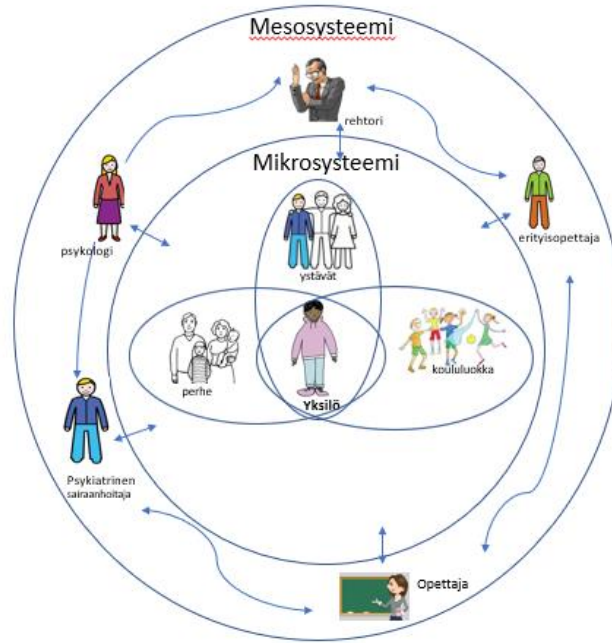 Mesosysteemi
rehtori
Mikrosysteemi
psykologi
erityisopettaja
ystävät
perhe
Yksilö
koululuokka
Psykiatrinen
sairaanhoitaja
Opettaja